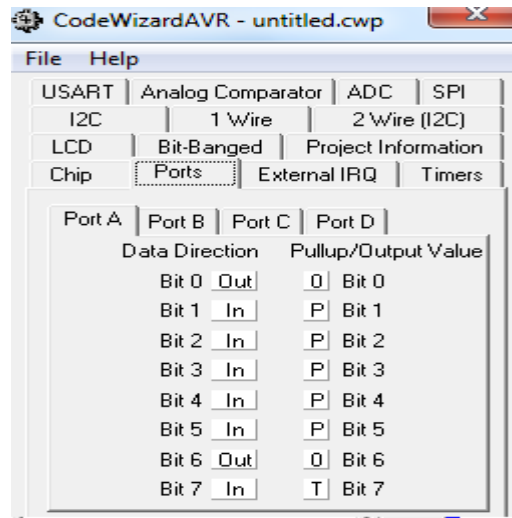 CodeWizardAVR - untitled.cwp
File Help
USART Analog Comparator ADC SPI
I2C 1 Wire 2 Wire (I2C)
LCD Bit-Banged Project Information
Chip Ports External IRQ Timers
Port A Port B Port C Port D
Data Direction Pullup/Output Value
Bit 0 Out 0 Bit 0
Bit 1 In P Bit 1
Bit 2 In P Bit 2
Bit 3 In P Bit 3
Bit 4 In P Bit 4
Bit 5 In P Bit 5
Bit 6 Out 0 Bit 6
Bit 7 In T Bit 7